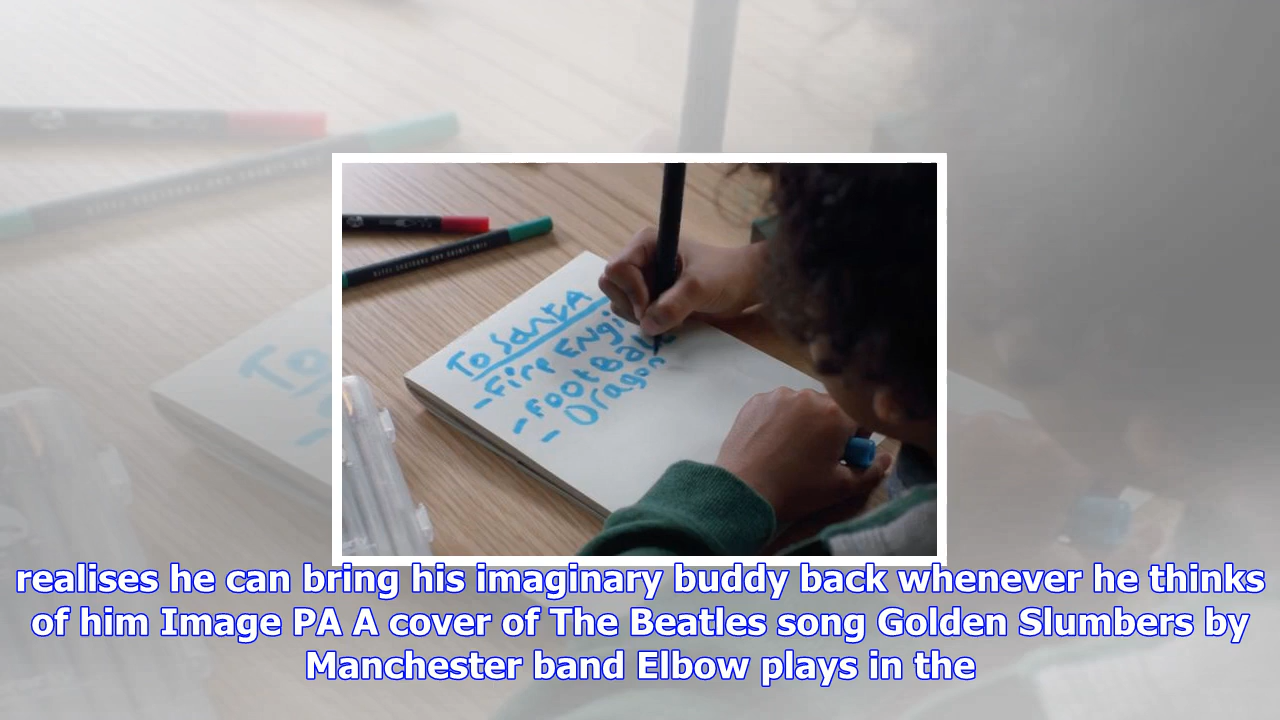 To Santa
- Fire Engi
- Football
- Dragon
realises he can bring his imaginary buddy back whenever he thinks
of him Image PA A cover of The Beatles song Golden Slumbers by
Manchester band Elbow plays in the